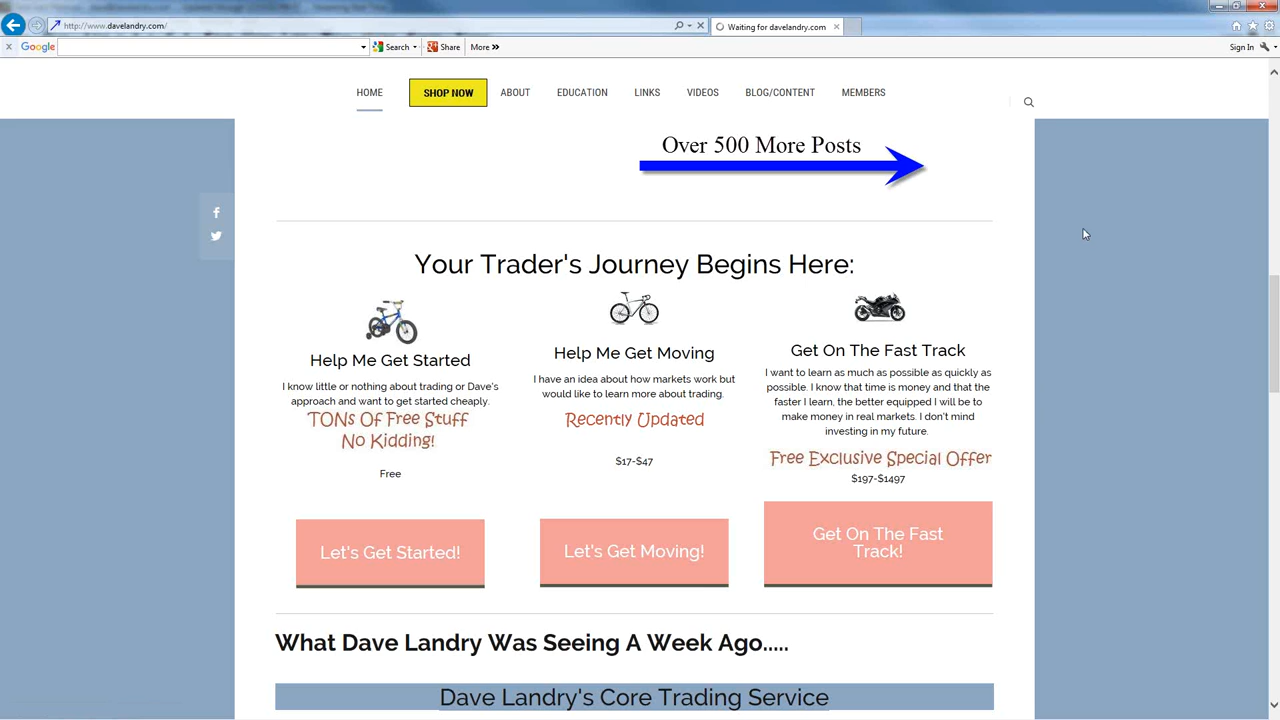 http://www.davelandry.com/
Waiting for davelandry.com
Google
Search
Share
More »
Sign In
HOME
SHOP NOW
ABOUT
EDUCATION
LINKS
VIDEOS
BLOG/CONTENT
MEMBERS
Over 500 More Posts
Your Trader's Journey Begins Here:
Help Me Get Started
I know little or nothing about trading or Dave's
approach and want to get started cheaply.
TONs Of Free Stuff
No Kidding!
Free
Let's Get Started!
Help Me Get Moving
I have an idea about how markets work but
would like to learn more about trading.
Recently Updated
$17-$47
Let's Get Moving!
Get On The Fast Track
I want to learn as much as possible as quickly as
possible. I know that time is money and that the
faster I learn, the better equipped I will be to
make money in real markets. I don't mind
investing in my future.
Free Exclusive Special Offer
$197-$1497
Get On The Fast
Track!
What Dave Landry Was Seeing A Week Ago.....
Dave Landry's Core Trading Service